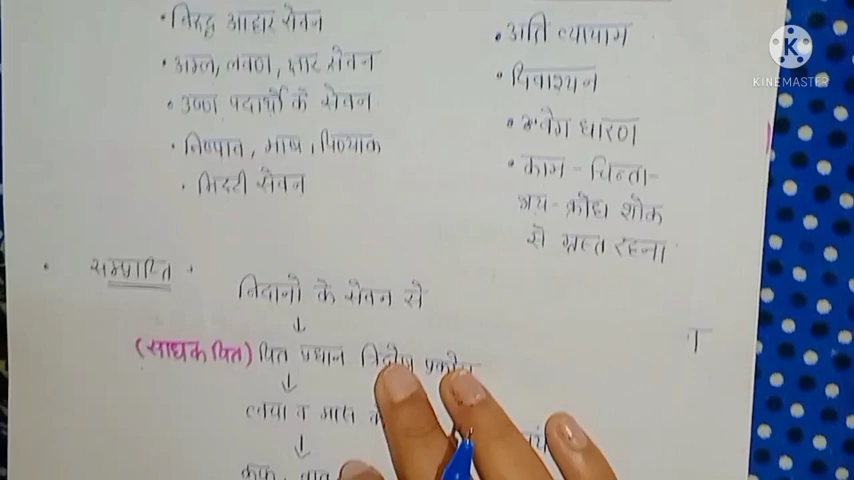 • विरुद्ध आहार सेवन
• अम्ल, लवण, क्षार सेवन
• उष्ण पदार्थो के सेवन
• निष्पाव, माष, पिण्याक
• मिट्टी सेवन
• अति व्यायाम
• दिवाशयन
• वेग धारण
• काम - चिन्ता -
भय - क्रोध शोक
से ग्रस्त रहना
• सम्प्राप्ति
निदानो के सेवन से
↓
(साधक पित) पित प्रधान त्रिदोष प्रकोप
↓
त्वचा व मांस
↓
कफ, वात
KINEMASTER